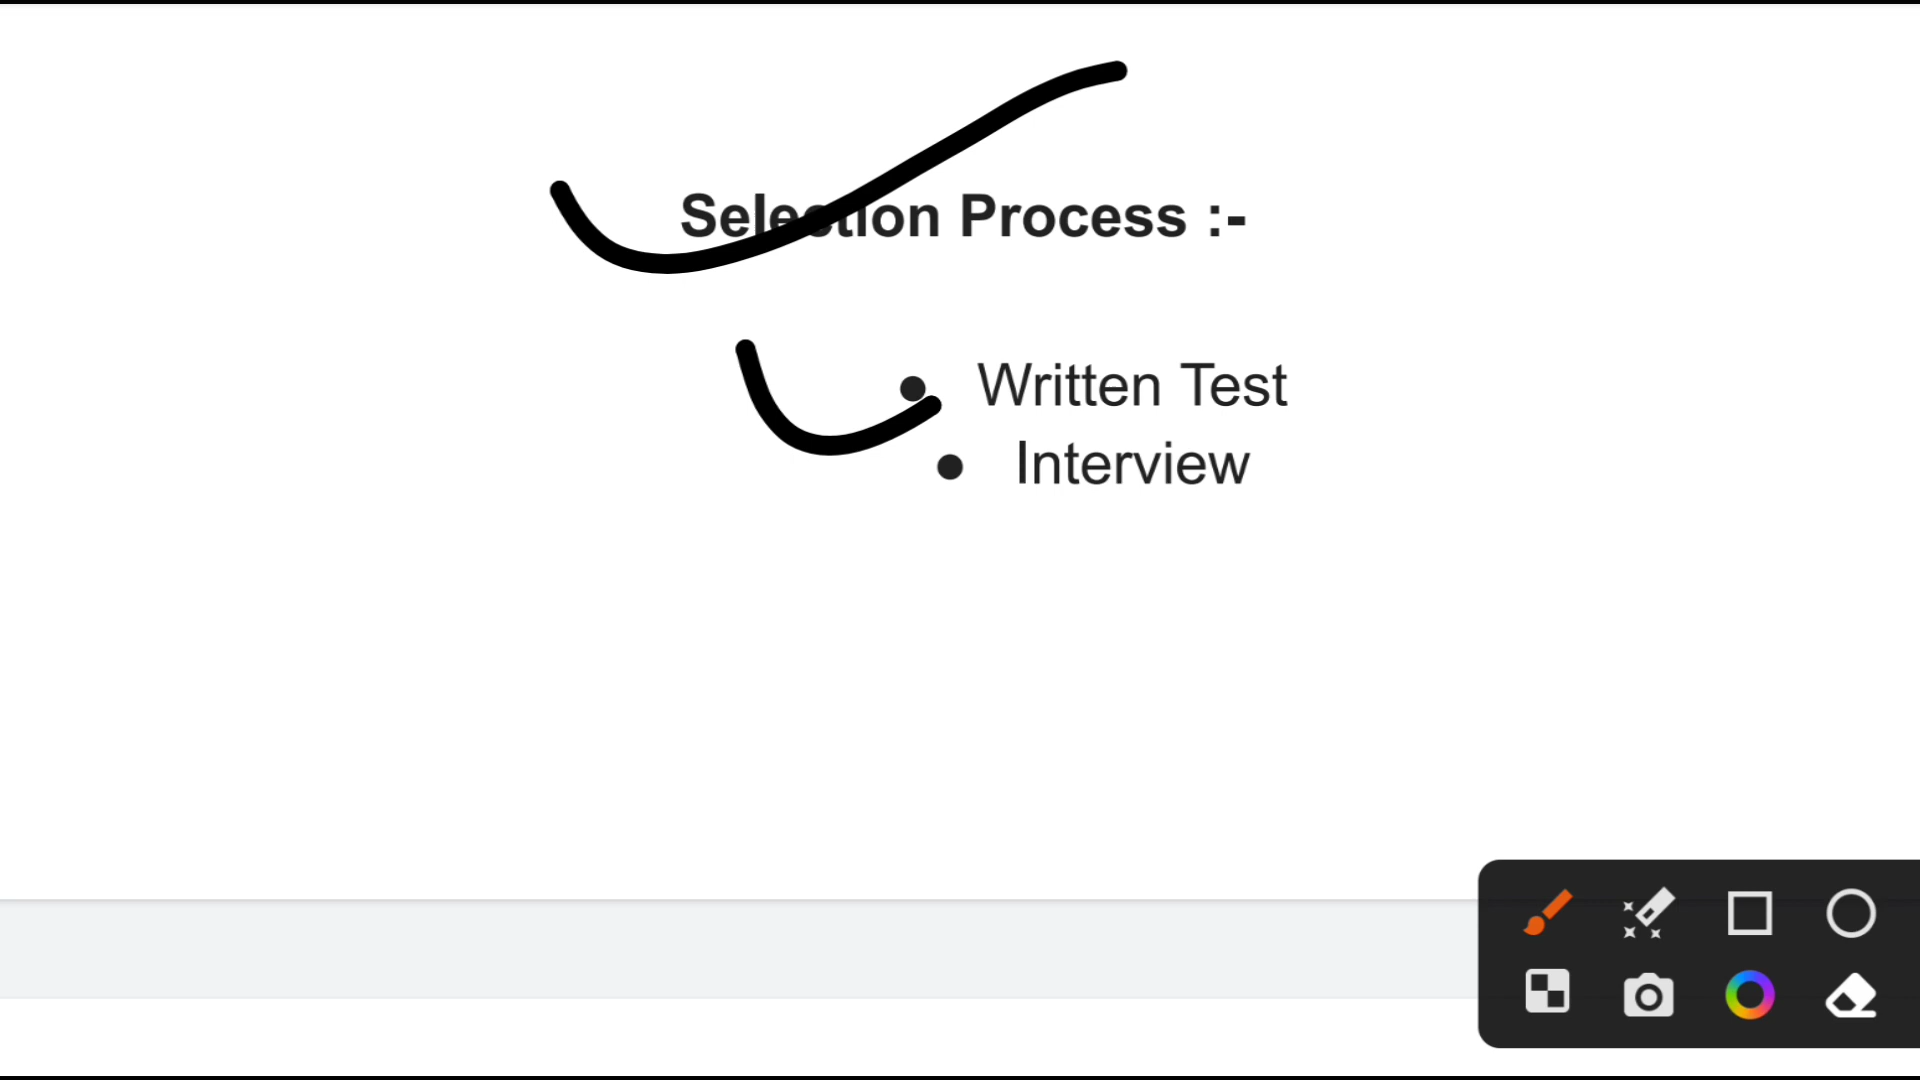 Selection Process :-
• Written Test
• Interview